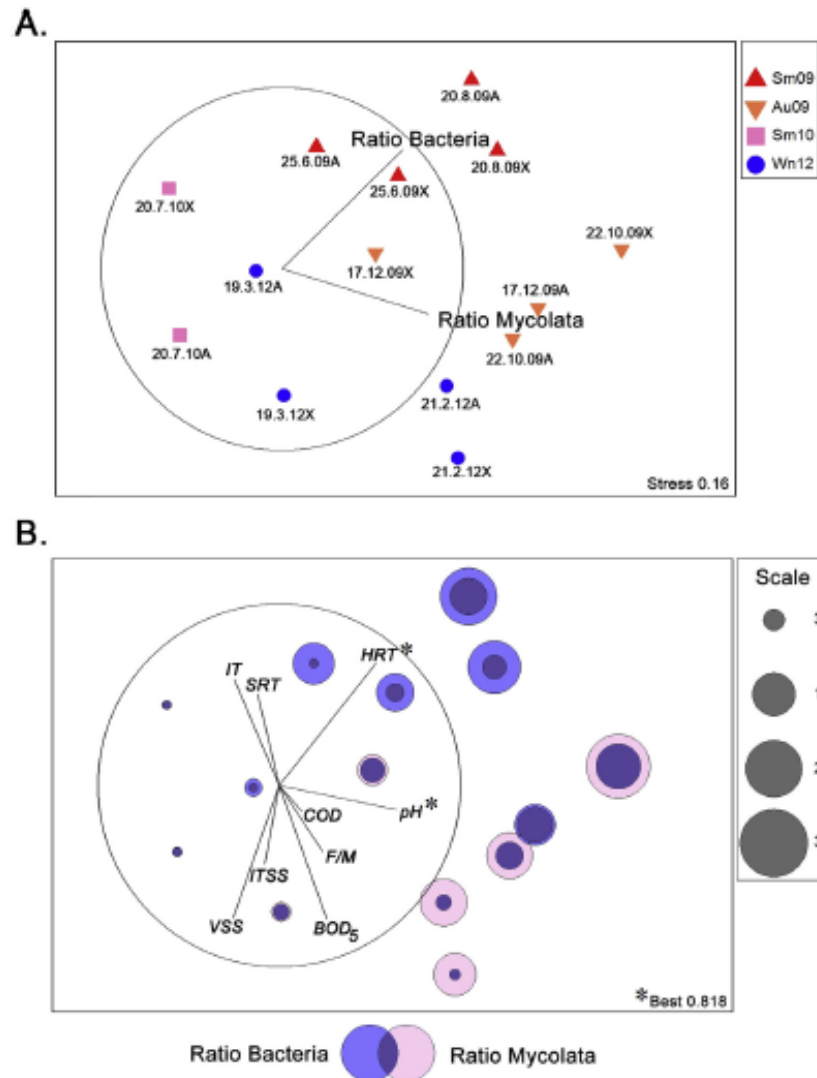 A.
Sm09
Au09
Sm10
Wn12
20.8.09A
Ratio Bacteria
25.6.09A
20.8.09X
25.6.09X
20.7.10X
22.10.09X
17.12.09X
19.3.12A
17.12.09A
Ratio Mycolata
20.7.10A
22.10.09A
19.3.12X
21.2.12A
21.2.12X
Stress 0.16
B.
Scale
HRT*
IT
SRT
COD
pH*
F/M
ITSS
VSS
BOD5
*Best 0.818
Ratio Bacteria
Ratio Mycolata